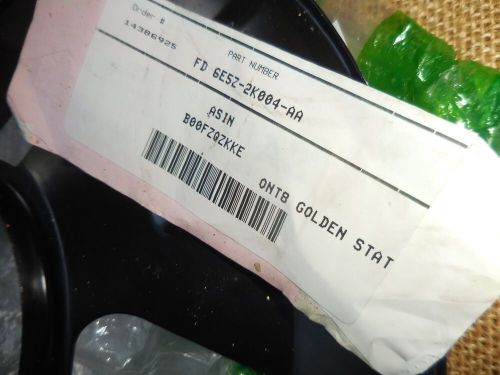 Order #
14386925
PART NUMBER
FD 6E5Z-2K004-AA
ASIN
B00FZQZKKE
ONTB GOLDEN STAT